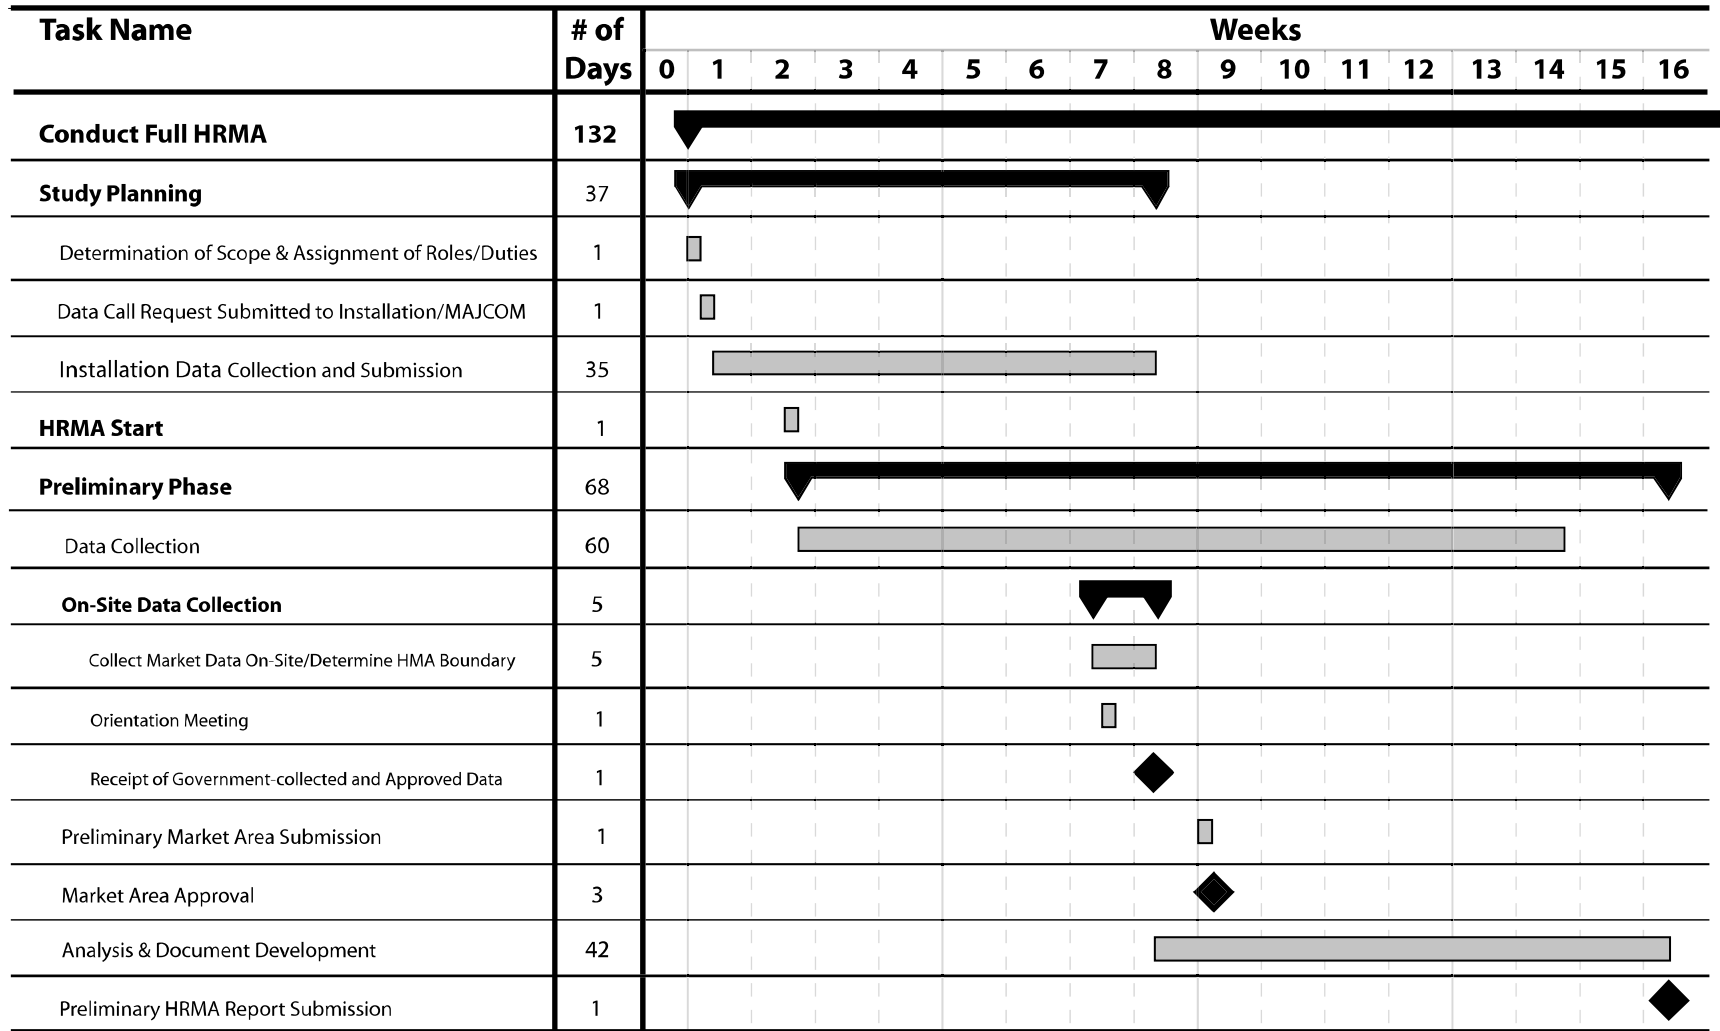 Task Name # of Weeks
Days 0 1 2 3 4 5 6 7 8 9 10 11 12 13 14 15 16
Conduct Full HRMA 132
Study Planning 37
Determination of Scope & Assignment of Roles/Duties 1
Data Call Request Submitted to Installation/MAJCOM 1
Installation Data Collection and Submission 35
HRMA Start 1
Preliminary Phase 68
Data Collection 60
On-Site Data Collection 5
Collect Market Data On-Site/Determine HMA Boundary 5
Orientation Meeting 1
Receipt of Government-collected and Approved Data 1
Preliminary Market Area Submission 1
Market Area Approval 3
Analysis & Document Development 42
Preliminary HRMA Report Submission 1